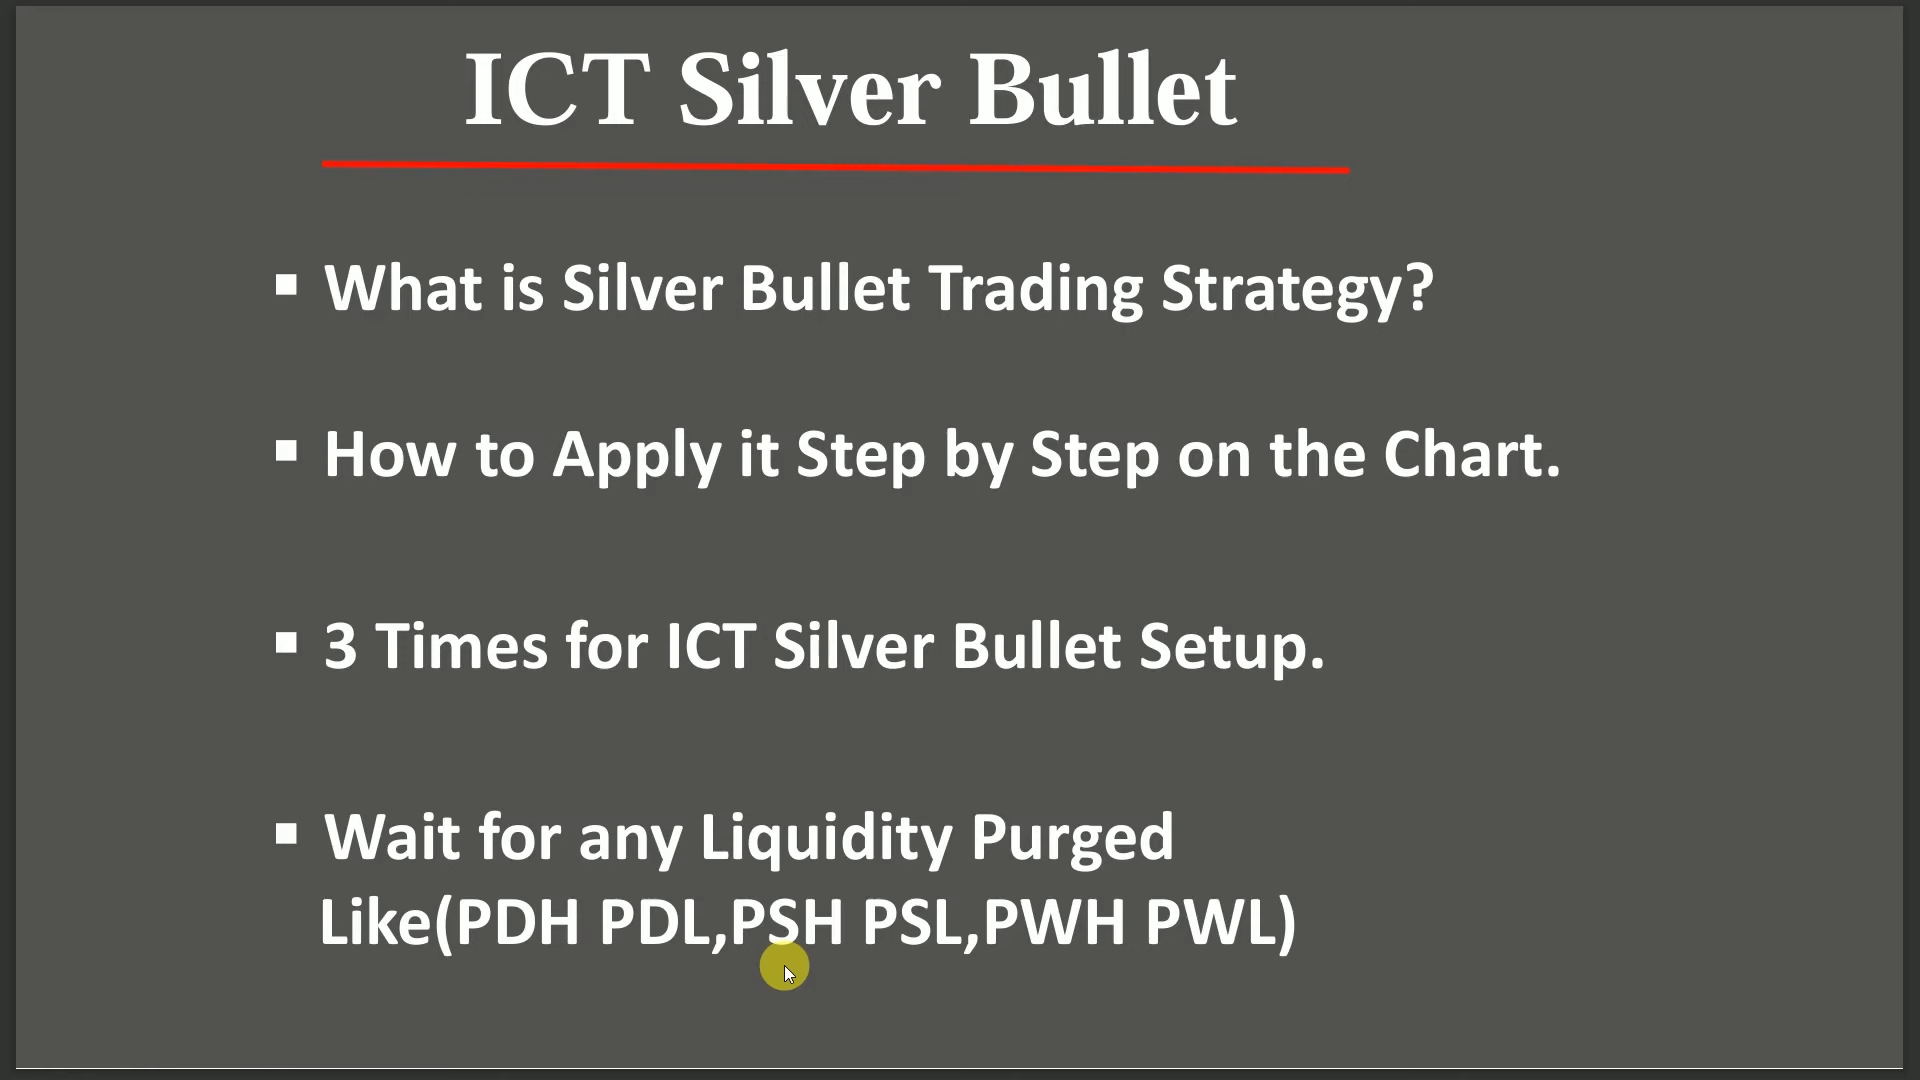 ICT Silver Bullet
▪ What is Silver Bullet Trading Strategy?
▪ How to Apply it Step by Step on the Chart.
▪ 3 Times for ICT Silver Bullet Setup.
▪ Wait for any Liquidity Purged
Like(PDH PDL,PSH PSL,PWH PWL)